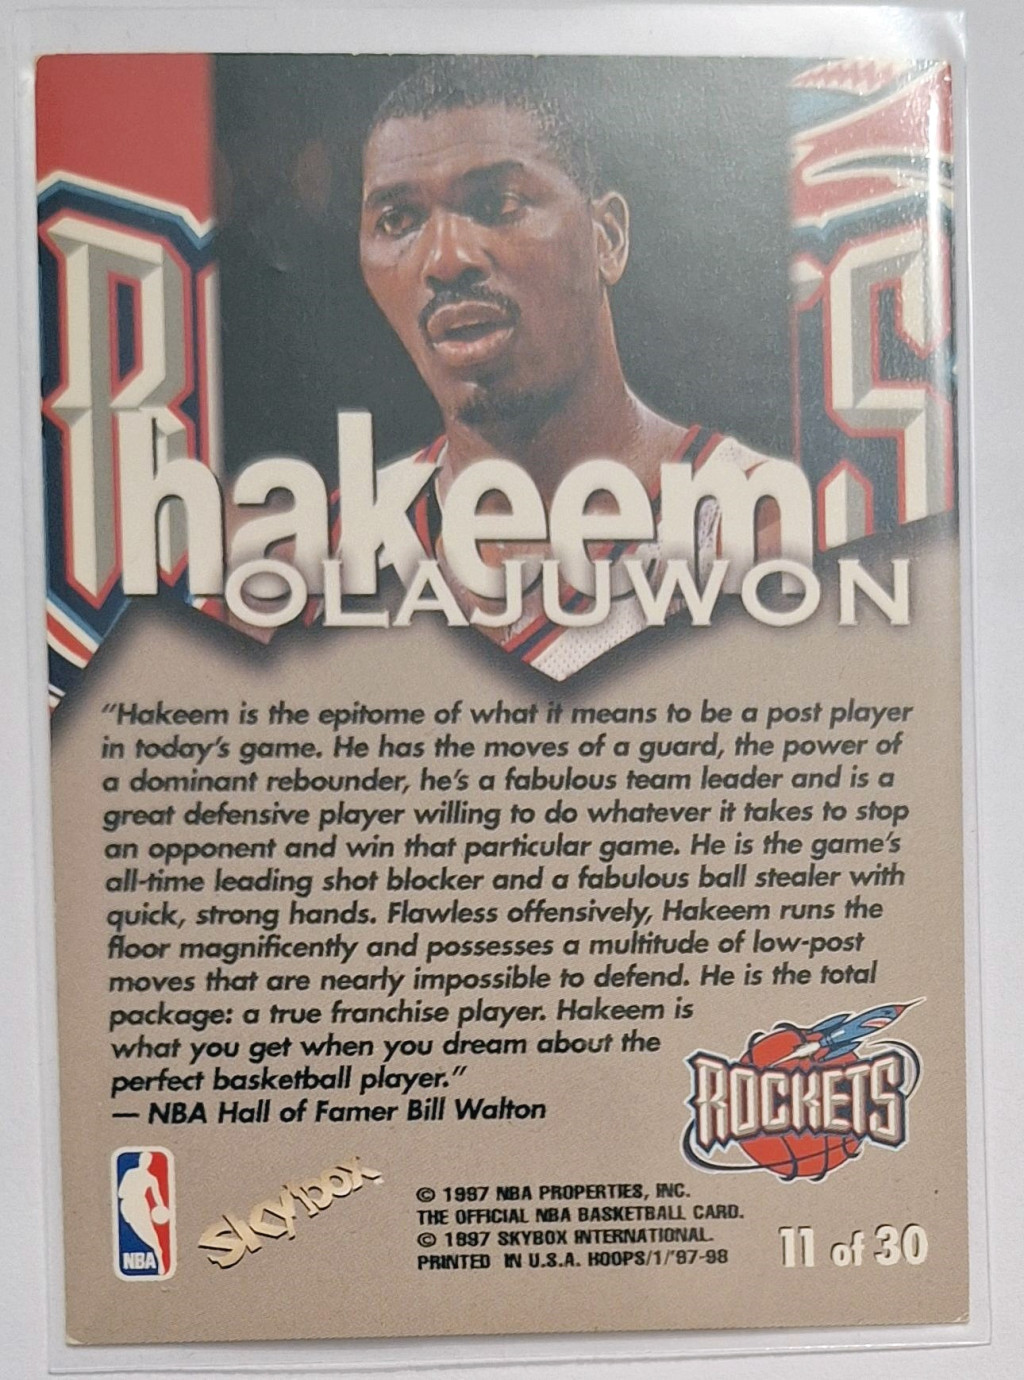 hakeem
OLAJUWON
"Hakeem is the epitome of what it means to be a post player
in today's game. He has the moves of a guard, the power of
a dominant rebounder, he's a fabulous team leader and is a
great defensive player willing to do whatever it takes to stop
an opponent and win that particular game. He is the game's
all-time leading shot blocker and a fabulous ball stealer with
quick, strong hands. Flawless offensively, Hakeem runs the
floor magnificently and possesses a multitude of low-post
moves that are nearly impossible to defend. He is the total
package: a true franchise player. Hakeem is
what you get when you dream about the
perfect basketball player."
— NBA Hall of Famer Bill Walton
ROCKETS
NBA
SKYbox
© 1997 NBA PROPERTIES, INC.
THE OFFICIAL NBA BASKETBALL CARD.
© 1997 SKYBOX INTERNATIONAL.
PRINTED IN U.S.A. HOOPS/1/'97-98
11 of 30